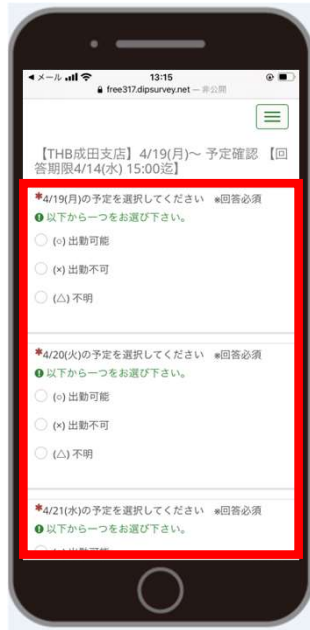 メール
13:15
free317.dipsurvey.net — 非公開
【THB成田支店】4/19(月)～ 予定確認 【回
答期限4/14(水) 15:00迄】
*4/19(月)の予定を選択してください ※回答必須
以下から一つをお選び下さい。
(○) 出勤可能
(×) 出勤不可
(△) 不明
*4/20(火)の予定を選択してください ※回答必須
以下から一つをお選び下さい。
(○) 出勤可能
(×) 出勤不可
(△) 不明
*4/21(水)の予定を選択してください ※回答必須
以下から一つをお選び下さい。